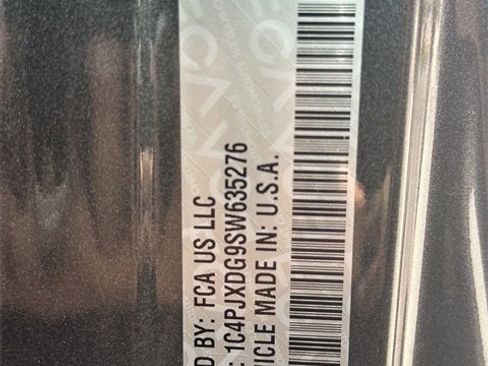 D BY: FCA US LLC
: 1C4PJXDG9SW635276
ICLE MADE IN: U.S.A.